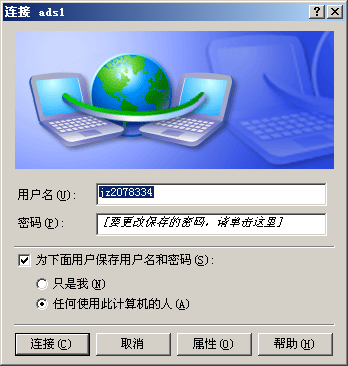 连接 ads1
用户名(U): jz2078334
密码(P): [要更改保存的密码，请单击这里]
为下面用户保存用户名和密码(S):
只是我(N)
任何使用此计算机的人(A)
连接(C) 取消 属性(O) 帮助(H)